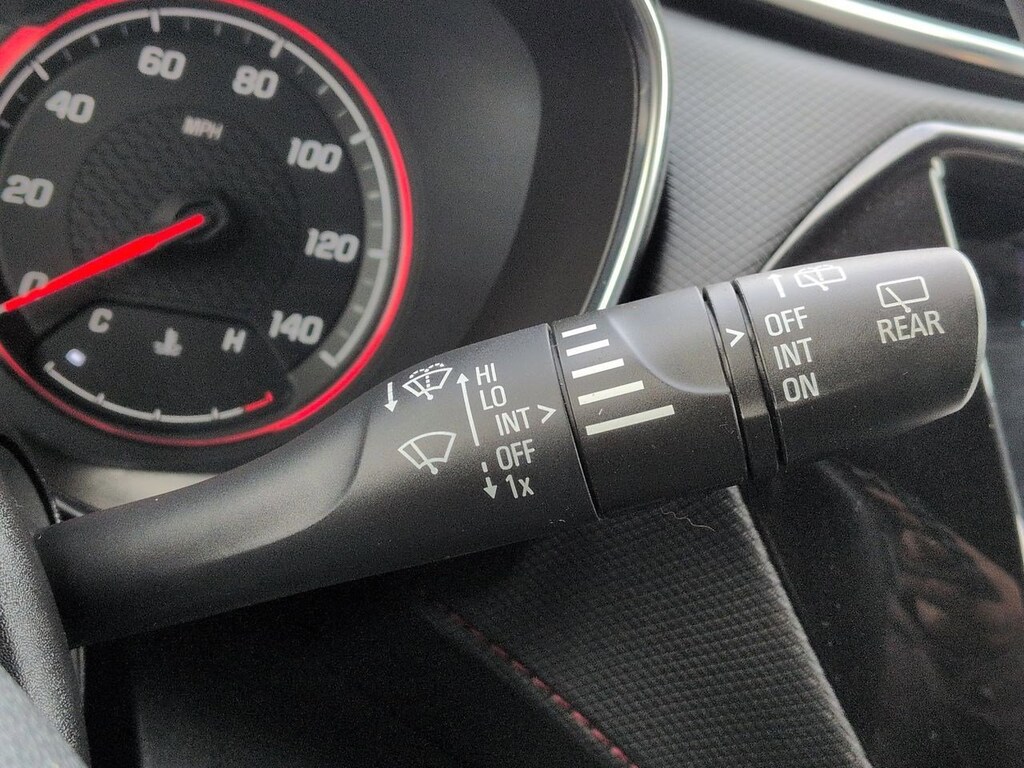 60
80
40
MPH
100
20
120
0
C
H
140
HI
LO
INT >
OFF
1x
>
OFF
INT
ON
REAR